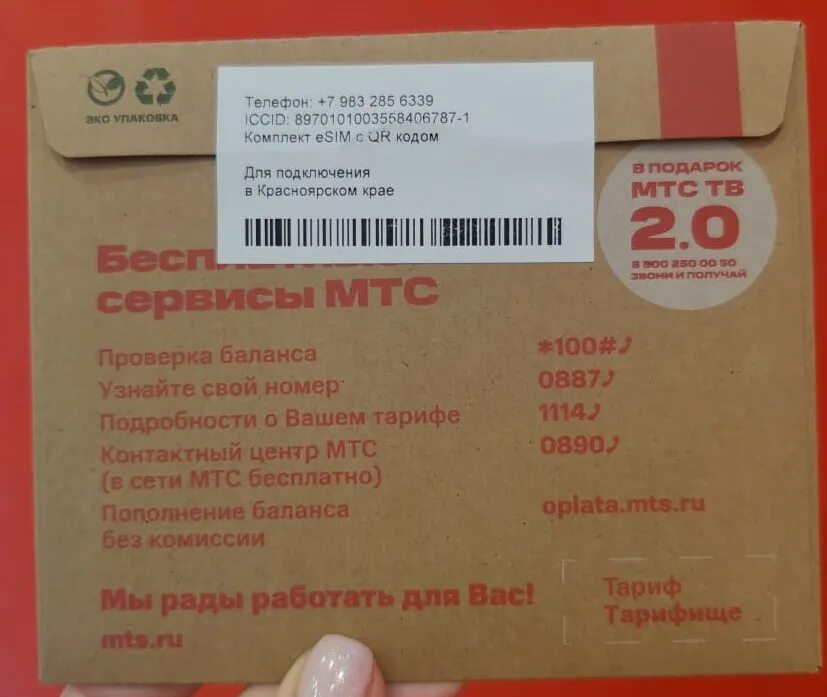 ЭКО УПАКОВКА
Телефон: +7 983 285 6339
ICCID: 8970101003558406787-1
Комплект eSIM с QR кодом
Для подключения
в Красноярском крае
В ПОДАРОК
МТС ТВ
2.0
8 800 250 00 50
ЗВОНИ И ПОЛУЧАЙ
сервисы МТС
Проверка баланса *100#
Узнайте свой номер 0887
Подробности о Вашем тарифе 1114
Контактный центр МТС 0890
(в сети МТС бесплатно)
Пополнение баланса oplata.mts.ru
без комиссии
Мы рады работать для Вас!
mts.ru
Тариф
Тарифище